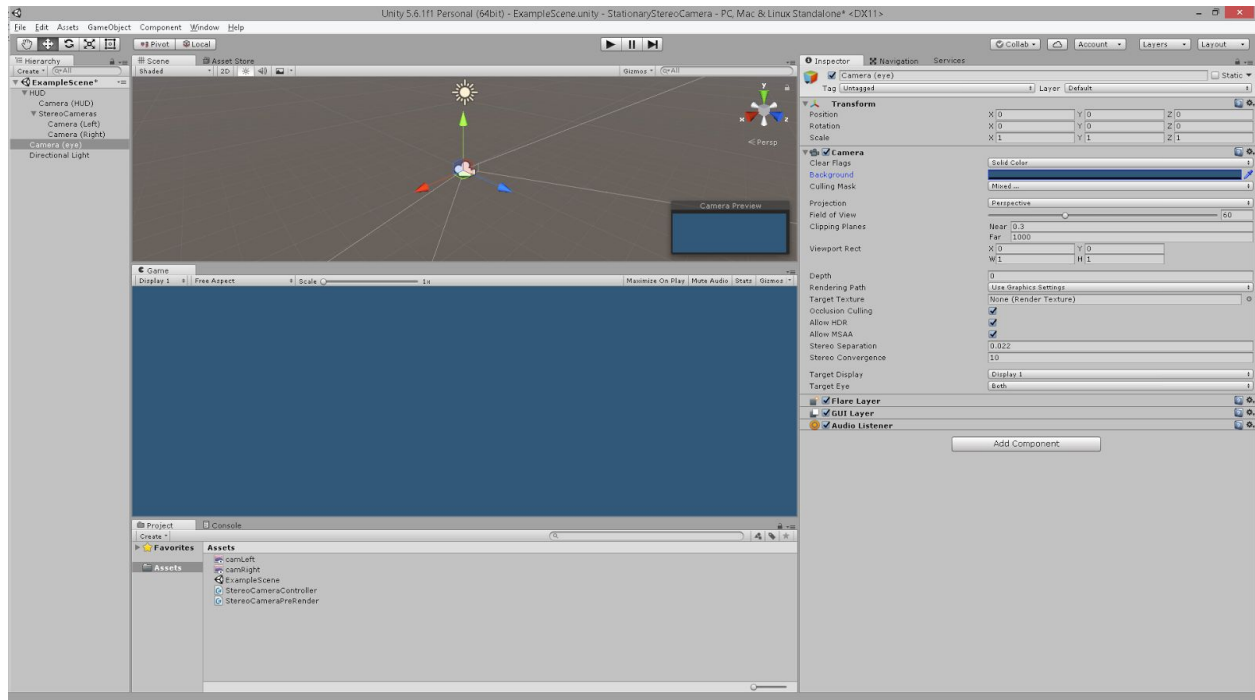 Unity 5.6.1f1 Personal (64bit) - ExampleScene.unity - StationaryStereoCamera - PC, Mac & Linux Standalone* <DX11>
File Edit Assets GameObject Component Window Help
Pivot Local Collab Account Layers Layout
Hierarchy
Create All
ExampleScene*
HUD
Camera (HUD)
StereoCameras
Camera (Left)
Camera (Right)
Camera (eye)
Directional Light
Scene Asset Store
Shaded 2D Gizmos All
y
x z
Persp
Camera Preview
Game
Display 1 Free Aspect Scale 1x Maximize On Play Mute Audio Stats Gizmos
Project Console
Create
Favorites
Assets
Assets
camLeft
camRight
ExampleScene
StereoCameraController
StereoCameraPreRender
Inspector Navigation Services
Camera (eye) Static
Tag Untagged Layer Default
Transform
Position X 0 Y 0 Z 0
Rotation X 0 Y 0 Z 0
Scale X 1 Y 1 Z 1
Camera
Clear Flags Solid Color
Background
Culling Mask Mixed ...
Projection Perspective
Field of View 60
Clipping Planes Near 0.3
Far 1000
Viewport Rect X 0 Y 0
W 1 H 1
Depth 0
Rendering Path Use Graphics Settings
Target Texture None (Render Texture)
Occlusion Culling
Allow HDR
Allow MSAA
Stereo Separation 0.022
Stereo Convergence 10
Target Display Display 1
Target Eye Both
Flare Layer
GUI Layer
Audio Listener
Add Component